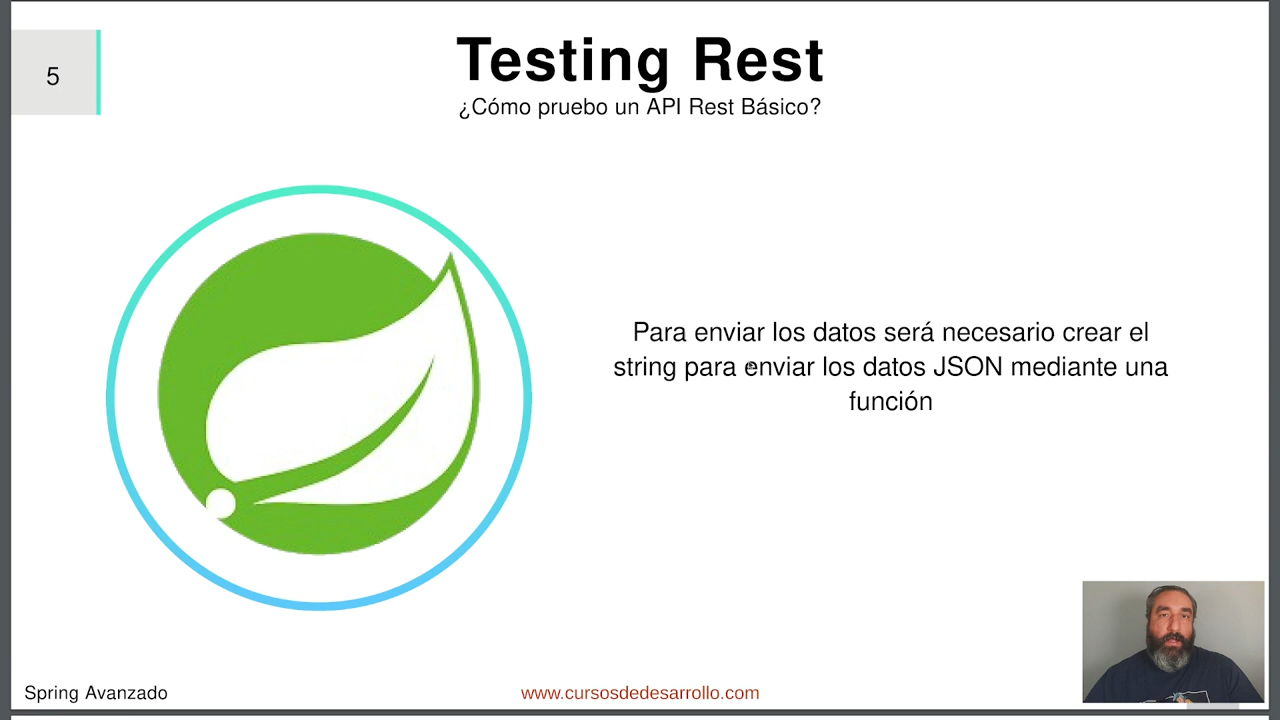 5
Testing Rest
¿Cómo pruebo un API Rest Básico?
Para enviar los datos será necesario crear el
string para enviar los datos JSON mediante una
función
Spring Avanzado
www.cursosdedesarrollo.com